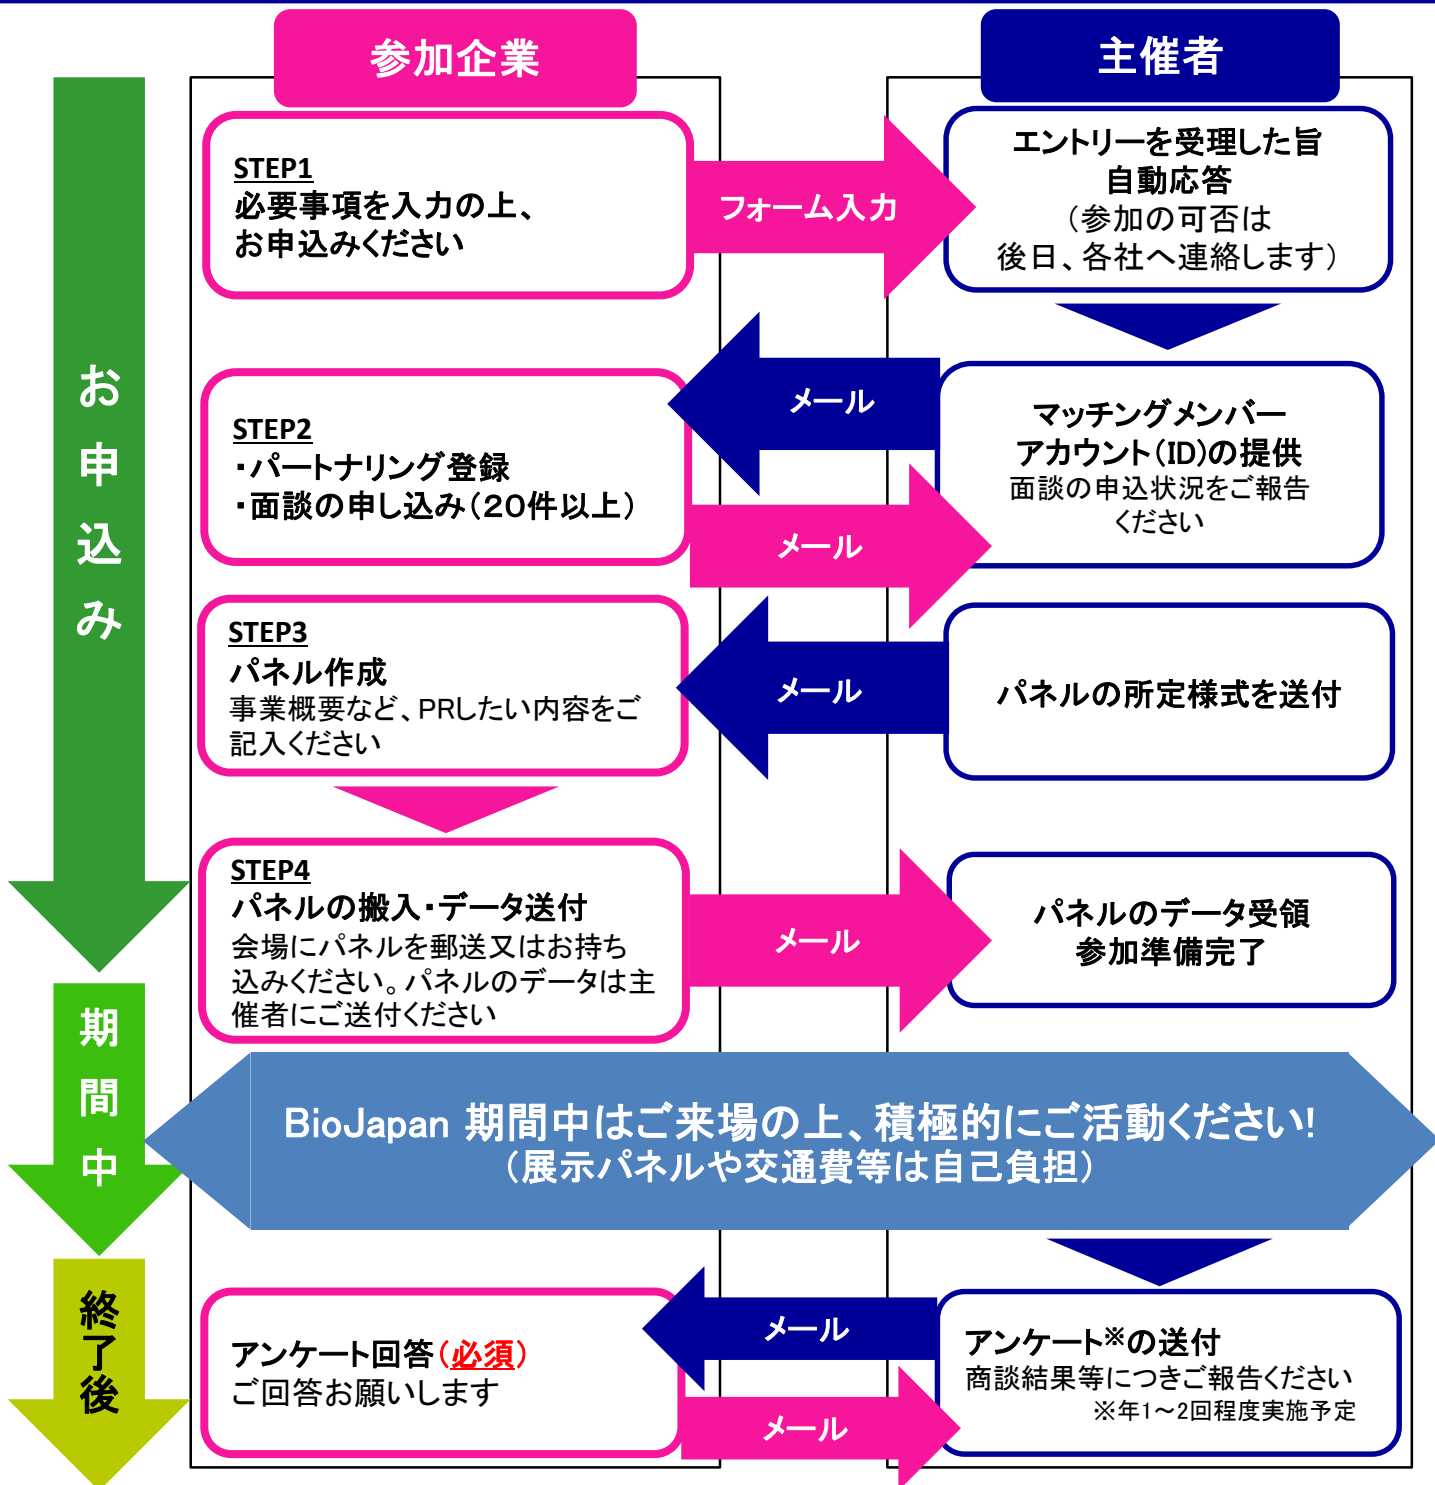 参加企業
主催者
お申込み
STEP1
必要事項を入力の上、
お申込みください
フォーム入力
エントリーを受理した旨
自動応答
(参加の可否は
後日、各社へ連絡します)
メール
マッチングメンバー
アカウント(ID)の提供
面談の申込状況をご報告
ください
STEP2
・パートナリング登録
・面談の申し込み(20件以上)
メール
STEP3
パネル作成
事業概要など、PRしたい内容をご
記入ください
メール
パネルの所定様式を送付
STEP4
パネルの搬入・データ送付
会場にパネルを郵送又はお持ち
込みください。パネルのデータは主
催者にご送付ください
メール
パネルのデータ受領
参加準備完了
期間中
BioJapan 期間中はご来場の上、積極的にご活動ください!
(展示パネルや交通費等は自己負担)
終了後
アンケート回答(必須)
ご回答お願いします
メール
メール
アンケート※の送付
商談結果等につきご報告ください
※年1~2回程度実施予定